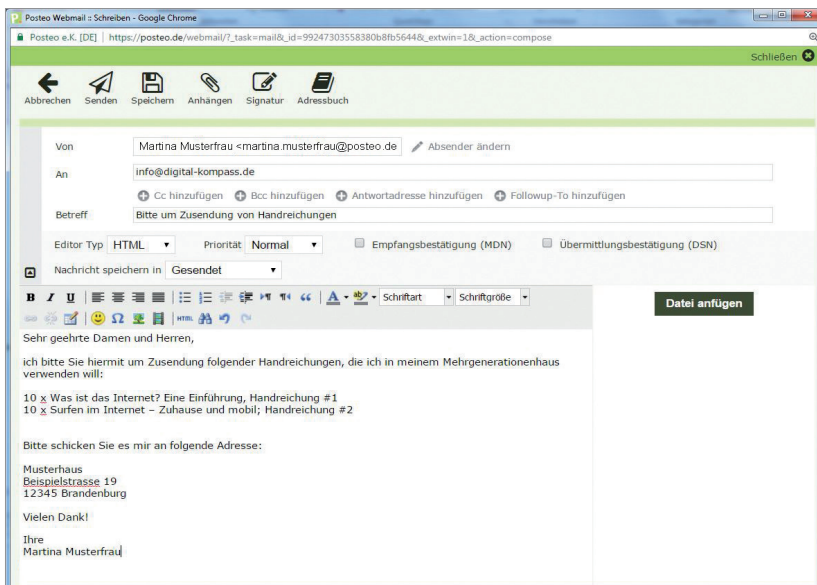 Posteo Webmail :: Schreiben - Google Chrome
Posteo e.K. [DE] | https://posteo.de/webmail/?_task=mail&_id=99247303558380b8fb5644&_extwin=1&_action=compose
Schließen
Abbrechen Senden Speichern Anhängen Signatur Adressbuch
Von Martina Musterfrau <martina.musterfrau@posteo.de Absender ändern
An info@digital-kompass.de
Cc hinzufügen Bcc hinzufügen Antwortadresse hinzufügen Followup-To hinzufügen
Betreff Bitte um Zusendung von Handreichungen
Editor Typ HTML Priorität Normal Empfangsbestätigung (MDN) Übermittlungsbestätigung (DSN)
Nachricht speichern in Gesendet
B I U A ab Schriftart Schriftgröße
Datei anfügen
Ω HTML
Sehr geehrte Damen und Herren,
ich bitte Sie hiermit um Zusendung folgender Handreichungen, die ich in meinem Mehrgenerationenhaus
verwenden will:
10 x Was ist das Internet? Eine Einführung, Handreichung #1
10 x Surfen im Internet – Zuhause und mobil; Handreichung #2
Bitte schicken Sie es mir an folgende Adresse:
Musterhaus
Beispielstrasse 19
12345 Brandenburg
Vielen Dank!
Ihre
Martina Musterfrau